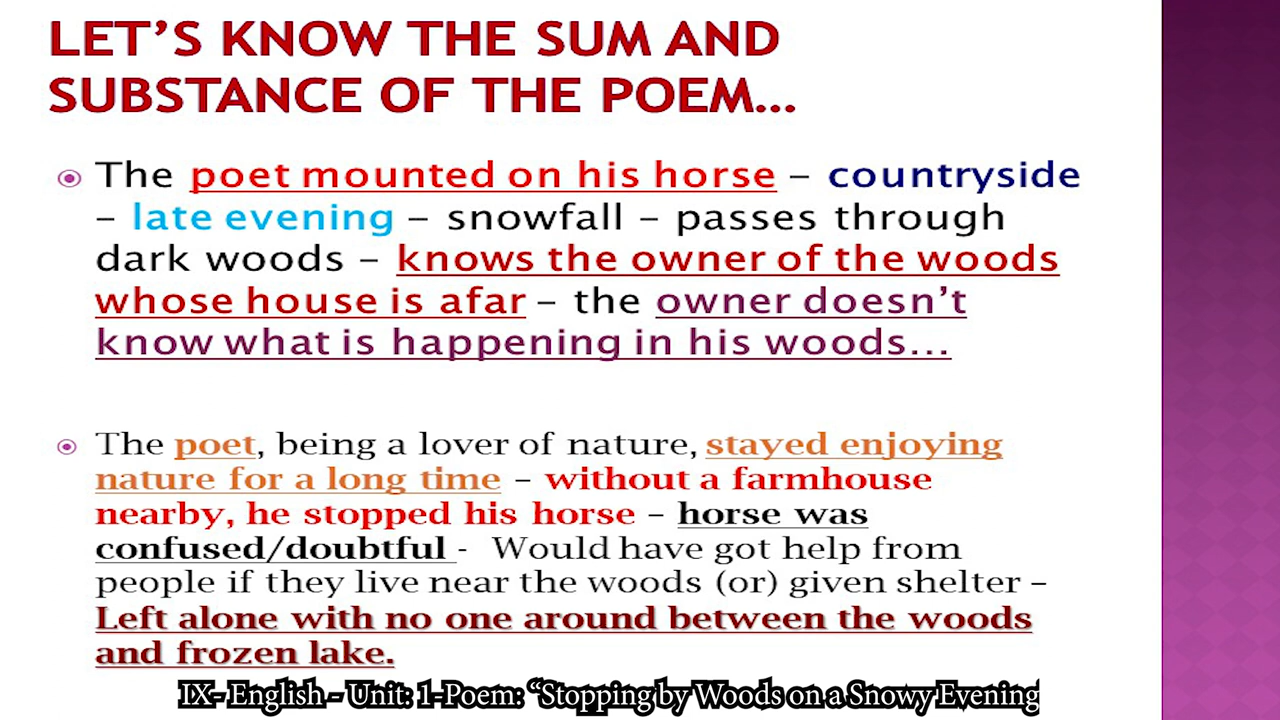 LET'S KNOW THE SUM AND
SUBSTANCE OF THE POEM...
The poet mounted on his horse – countryside
– late evening – snowfall – passes through
dark woods – knows the owner of the woods
whose house is afar – the owner doesn't
know what is happening in his woods...
The poet, being a lover of nature, stayed enjoying
nature for a long time – without a farmhouse
nearby, he stopped his horse – horse was
confused/doubtful - Would have got help from
people if they live near the woods (or) given shelter –
Left alone with no one around between the woods
and frozen lake.
IX- English - Unit: 1-Poem: “Stopping by Woods on a Snowy Evening